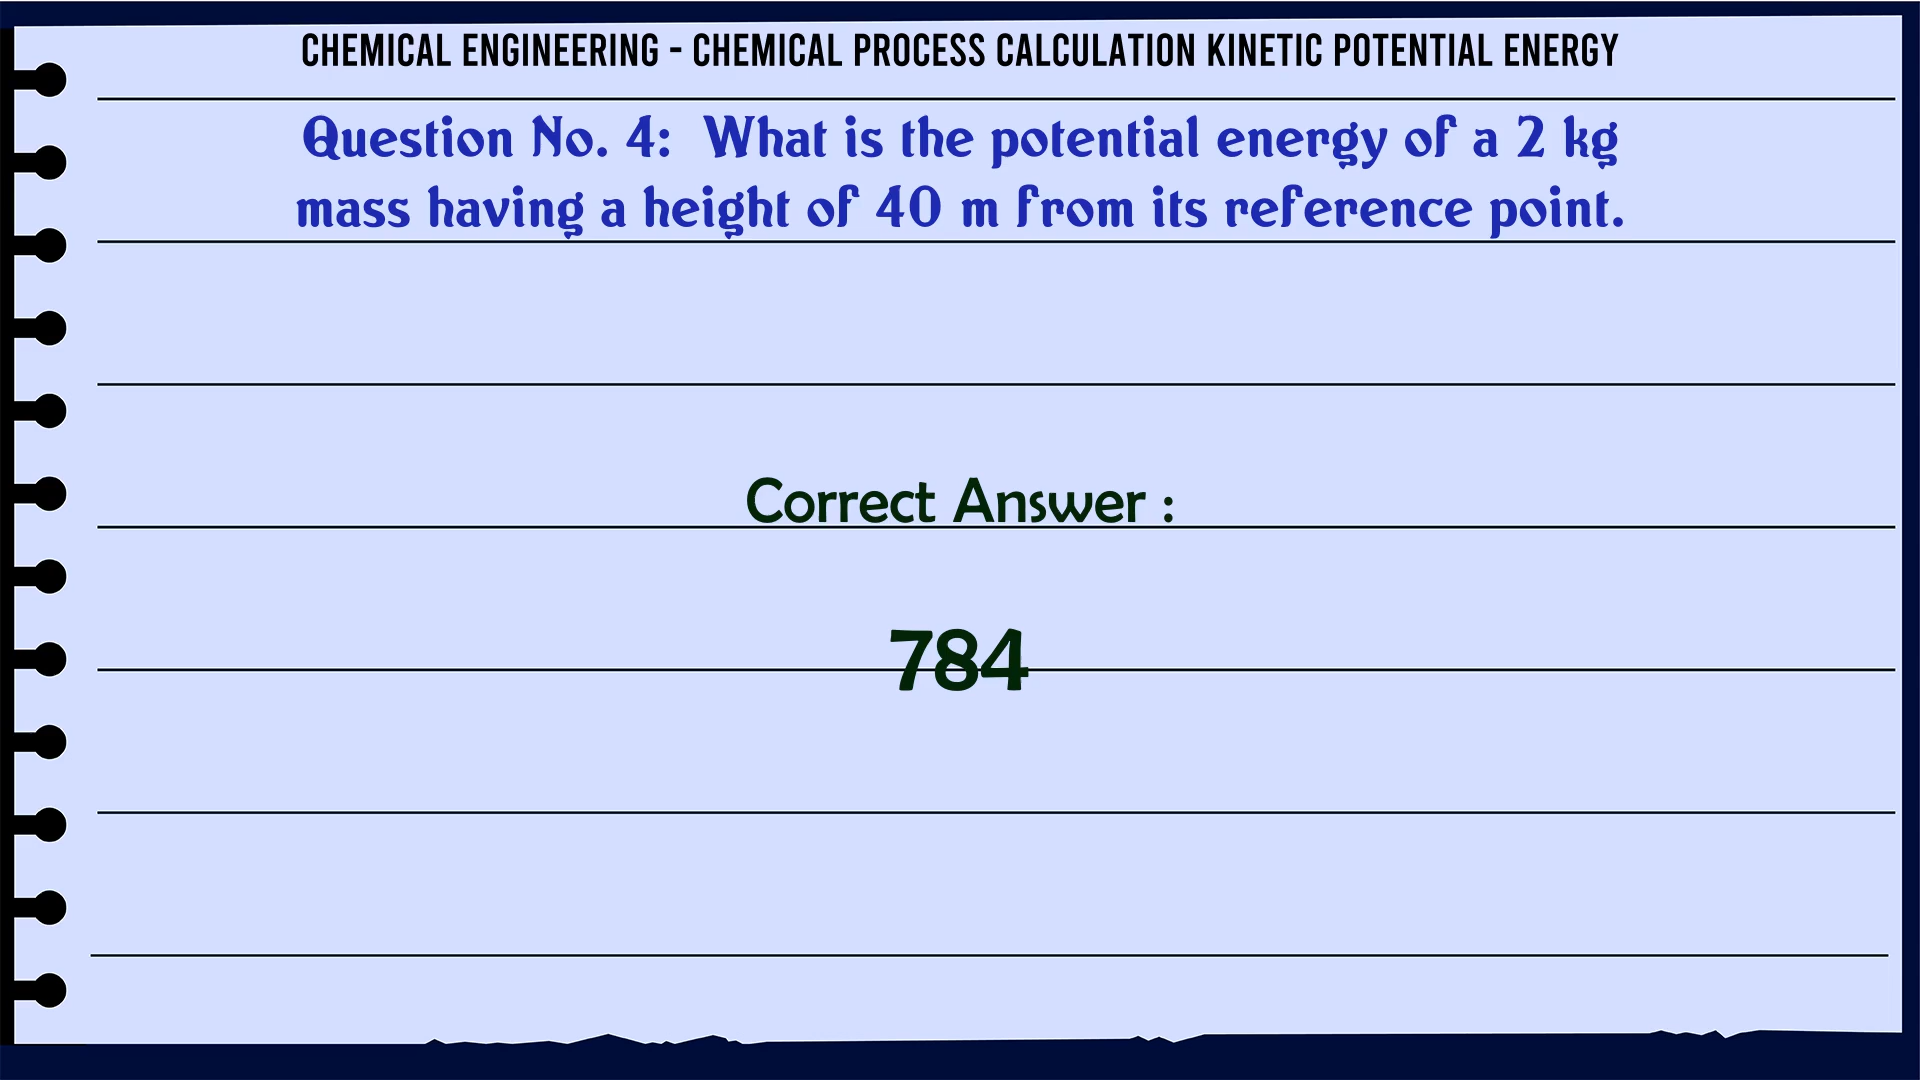 CHEMICAL ENGINEERING - CHEMICAL PROCESS CALCULATION KINETIC POTENTIAL ENERGY
Question No. 4:  What is the potential energy of a 2 kg
mass having a height of 40 m from its reference point.
Correct Answer :
784